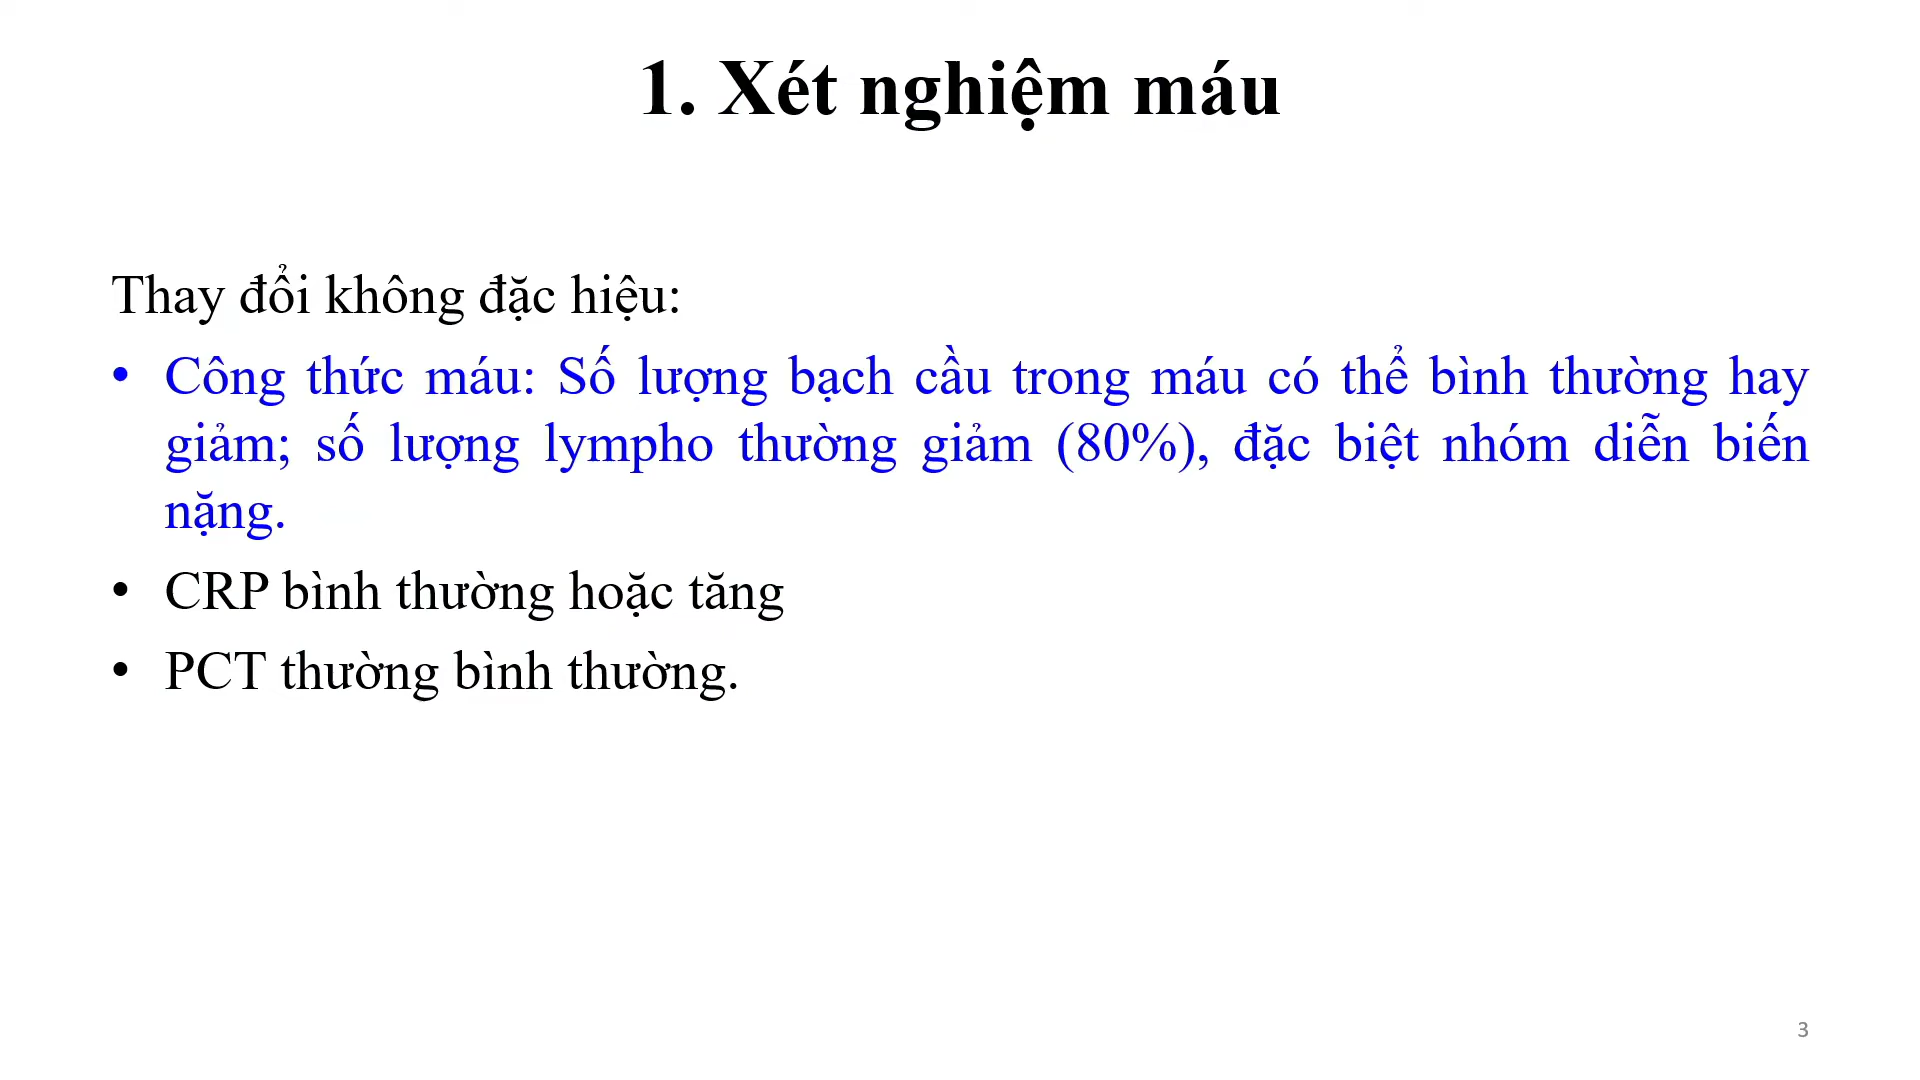 1. Xét nghiệm máu
Thay đổi không đặc hiệu:
• Công thức máu: Số lượng bạch cầu trong máu có thể bình thường hay
giảm; số lượng lympho thường giảm (80%), đặc biệt nhóm diễn biến
nặng.
• CRP bình thường hoặc tăng
• PCT thường bình thường.
3